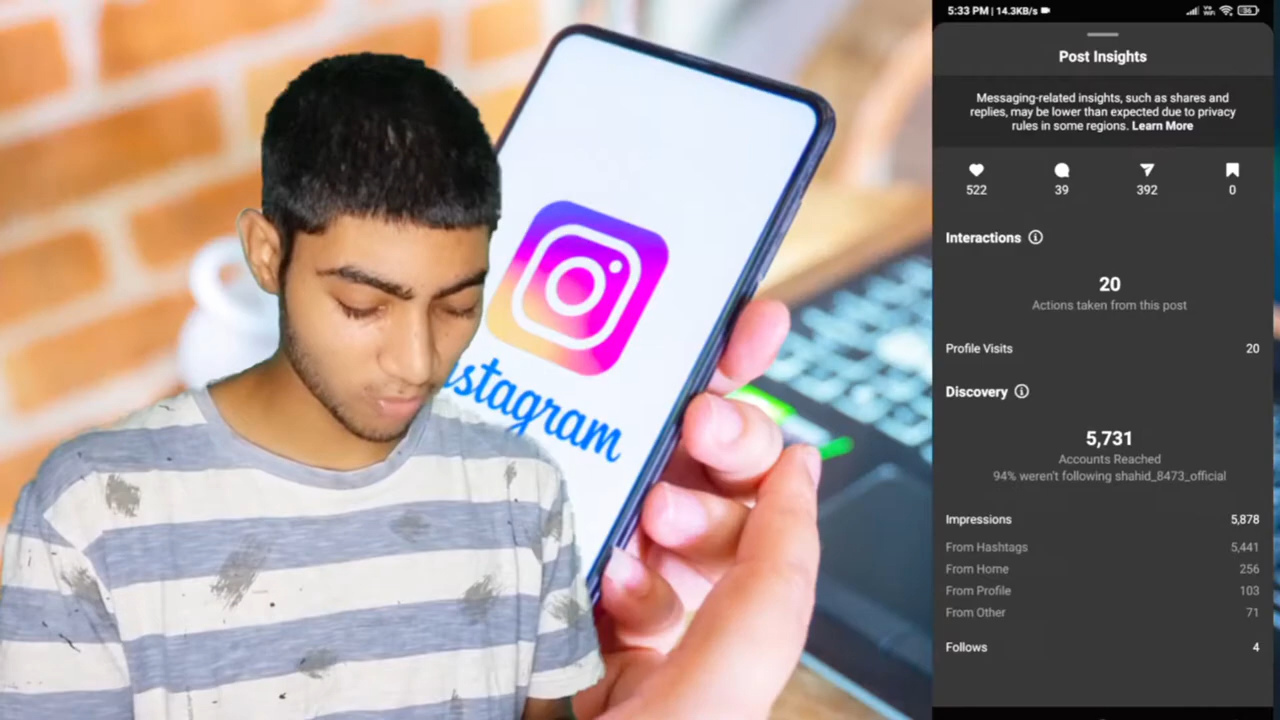 5:33 PM | 14.3KB/s
36
Post Insights
Messaging-related insights, such as shares and
replies, may be lower than expected due to privacy
rules in some regions. Learn More
522 39 392 0
Interactions
20
Actions taken from this post
Profile Visits 20
Discovery
5,731
Accounts Reached
94% weren't following shahid_8473_official
Impressions 5,878
From Hashtags 5,441
From Home 256
From Profile 103
From Other 71
Follows 4
stagram